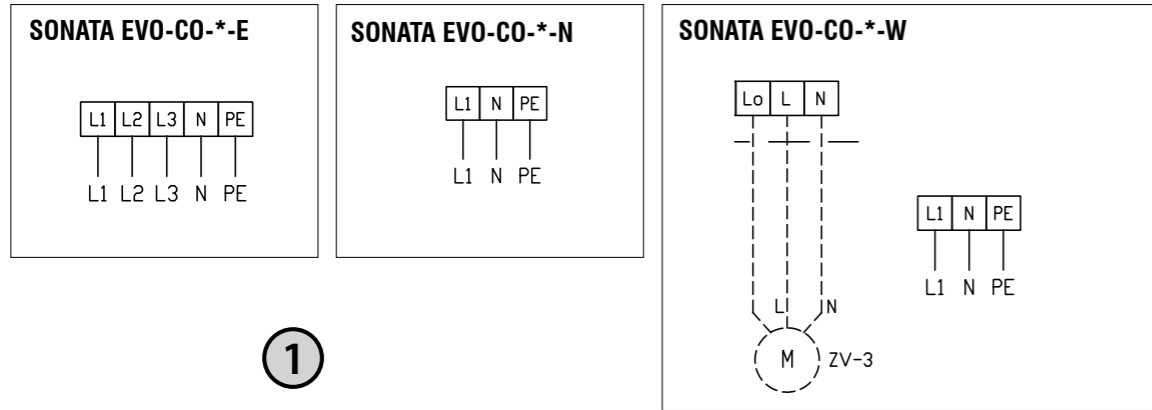 SONATA EVO-CO-*-E
L1 L2 L3 N PE
L1 L2 L3 N PE
SONATA EVO-CO-*-N
L1 N PE
L1 N PE
SONATA EVO-CO-*-W
Lo L N
L N
M ZV-3
L1 N PE
L1 N PE
1